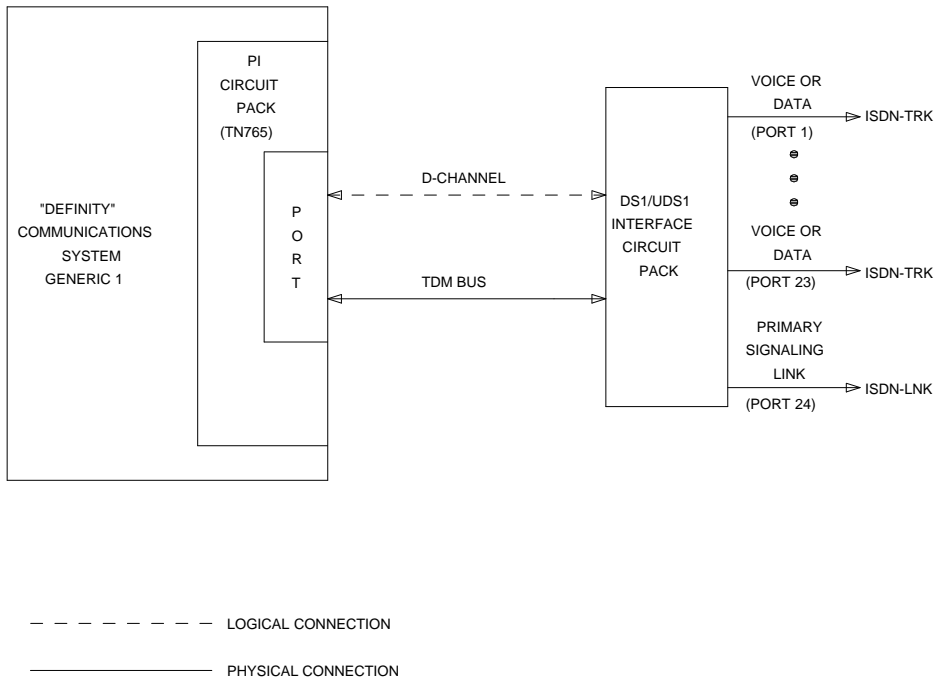 PI
CIRCUIT
PACK
(TN765)
"DEFINITY"
COMMUNICATIONS
SYSTEM
GENERIC 1
P
O
R
T
D-CHANNEL
TDM BUS
DS1/UDS1
INTERFACE
CIRCUIT
PACK
VOICE OR
DATA
(PORT 1)
ISDN-TRK
VOICE OR
DATA
(PORT 23)
ISDN-TRK
PRIMARY
SIGNALING
LINK
(PORT 24)
ISDN-LNK
LOGICAL CONNECTION
PHYSICAL CONNECTION